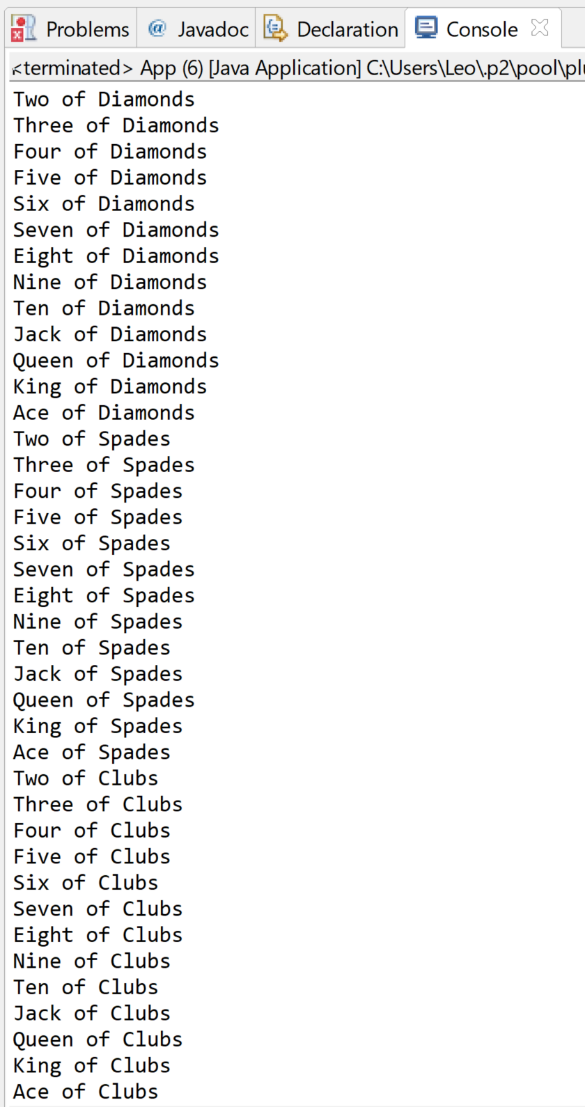 Problems @ Javadoc Declaration Console
<terminated> App (6) [Java Application] C:\Users\Leo\.p2\pool\plu
Two of Diamonds
Three of Diamonds
Four of Diamonds
Five of Diamonds
Six of Diamonds
Seven of Diamonds
Eight of Diamonds
Nine of Diamonds
Ten of Diamonds
Jack of Diamonds
Queen of Diamonds
King of Diamonds
Ace of Diamonds
Two of Spades
Three of Spades
Four of Spades
Five of Spades
Six of Spades
Seven of Spades
Eight of Spades
Nine of Spades
Ten of Spades
Jack of Spades
Queen of Spades
King of Spades
Ace of Spades
Two of Clubs
Three of Clubs
Four of Clubs
Five of Clubs
Six of Clubs
Seven of Clubs
Eight of Clubs
Nine of Clubs
Ten of Clubs
Jack of Clubs
Queen of Clubs
King of Clubs
Ace of Clubs